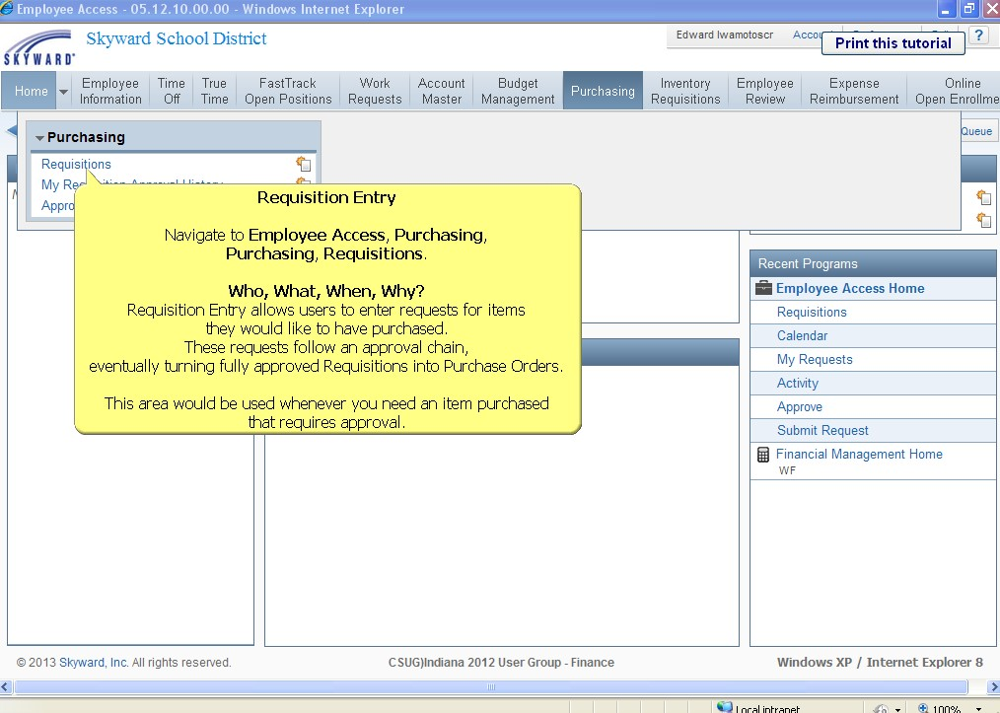 Employee Access - 05.12.10.00.00 - Windows Internet Explorer
SKYWARD®
Skyward School District
Edward Iwamotoscr
Print this tutorial
?
Home
Employee Information
Time Off
True Time
FastTrack Open Positions
Work Requests
Account Master
Budget Management
Purchasing
Inventory Requisitions
Employee Review
Expense Reimbursement
Online Open Enrollme
Queue
Purchasing
Requisitions
My Requisition Approval History
Requisition Entry
Navigate to Employee Access, Purchasing,
Purchasing, Requisitions.
Who, What, When, Why?
Requisition Entry allows users to enter requests for items
they would like to have purchased.
These requests follow an approval chain,
eventually turning fully approved Requisitions into Purchase Orders.
This area would be used whenever you need an item purchased
that requires approval.
Recent Programs
Employee Access Home
Requisitions
Calendar
My Requests
Activity
Approve
Submit Request
Financial Management Home
WF
© 2013 Skyward, Inc. All rights reserved.
CSUG)Indiana 2012 User Group - Finance
Windows XP / Internet Explorer 8
Local intranet
100%